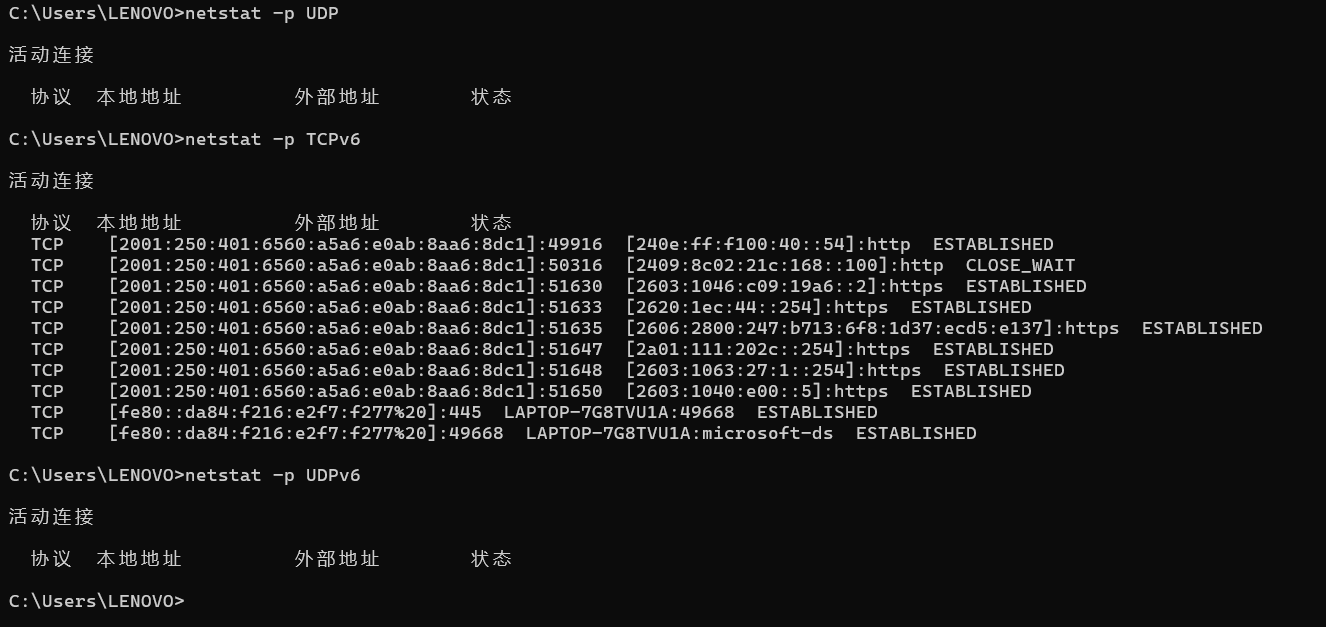 C:\Users\LENOVO>netstat -p UDP
活动连接
协议 本地地址 外部地址 状态
C:\Users\LENOVO>netstat -p TCPv6
活动连接
协议 本地地址 外部地址 状态
TCP [2001:250:401:6560:a5a6:e0ab:8aa6:8dc1]:49916 [240e:ff:f100:40::54]:http ESTABLISHED
TCP [2001:250:401:6560:a5a6:e0ab:8aa6:8dc1]:50316 [2409:8c02:21c:168::100]:http CLOSE_WAIT
TCP [2001:250:401:6560:a5a6:e0ab:8aa6:8dc1]:51630 [2603:1046:c09:19a6::2]:https ESTABLISHED
TCP [2001:250:401:6560:a5a6:e0ab:8aa6:8dc1]:51633 [2620:1ec:44::254]:https ESTABLISHED
TCP [2001:250:401:6560:a5a6:e0ab:8aa6:8dc1]:51635 [2606:2800:247:b713:6f8:1d37:ecd5:e137]:https ESTABLISHED
TCP [2001:250:401:6560:a5a6:e0ab:8aa6:8dc1]:51647 [2a01:111:202c::254]:https ESTABLISHED
TCP [2001:250:401:6560:a5a6:e0ab:8aa6:8dc1]:51648 [2603:1063:27:1::254]:https ESTABLISHED
TCP [2001:250:401:6560:a5a6:e0ab:8aa6:8dc1]:51650 [2603:1040:e00::5]:https ESTABLISHED
TCP [fe80::da84:f216:e2f7:f277%20]:445 LAPTOP-7G8TVU1A:49668 ESTABLISHED
TCP [fe80::da84:f216:e2f7:f277%20]:49668 LAPTOP-7G8TVU1A:microsoft-ds ESTABLISHED
C:\Users\LENOVO>netstat -p UDPv6
活动连接
协议 本地地址 外部地址 状态
C:\Users\LENOVO>